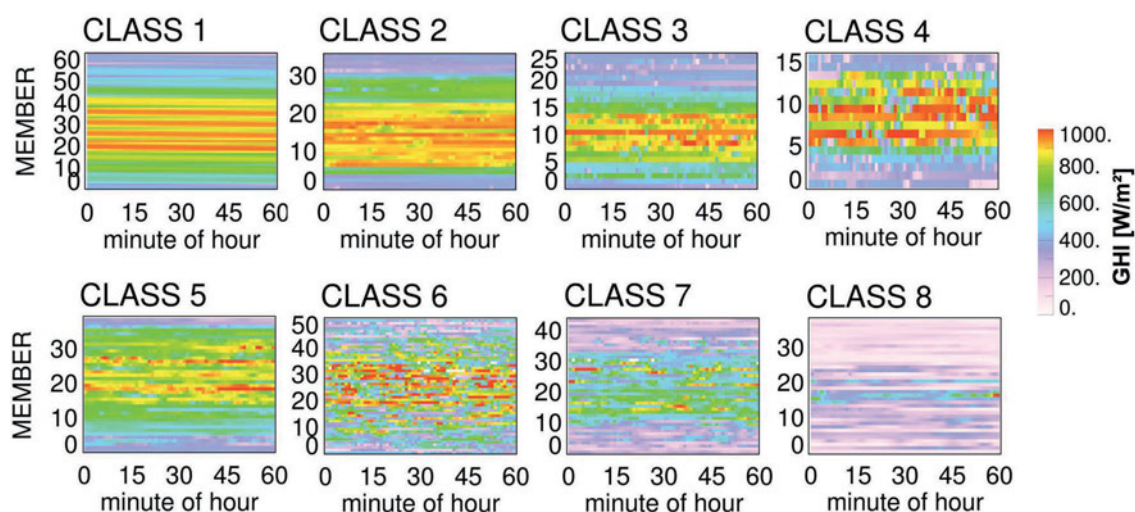 CLASS 1
CLASS 2
CLASS 3
CLASS 4
MEMBER
60
50
40
30
20
10
0
30
20
10
0
25
20
15
10
5
0
15
10
5
0
0 15 30 45 60
0 15 30 45 60
0 15 30 45 60
0 15 30 45 60
minute of hour
minute of hour
minute of hour
minute of hour
1000.
800.
600.
400.
200.
0.
GHI [W/m²]
CLASS 5
CLASS 6
CLASS 7
CLASS 8
MEMBER
30
20
10
0
50
40
30
20
10
0
40
30
20
10
0
30
20
10
0
0 15 30 45 60
0 15 30 45 60
0 15 30 45 60
0 15 30 45 60
minute of hour
minute of hour
minute of hour
minute of hour